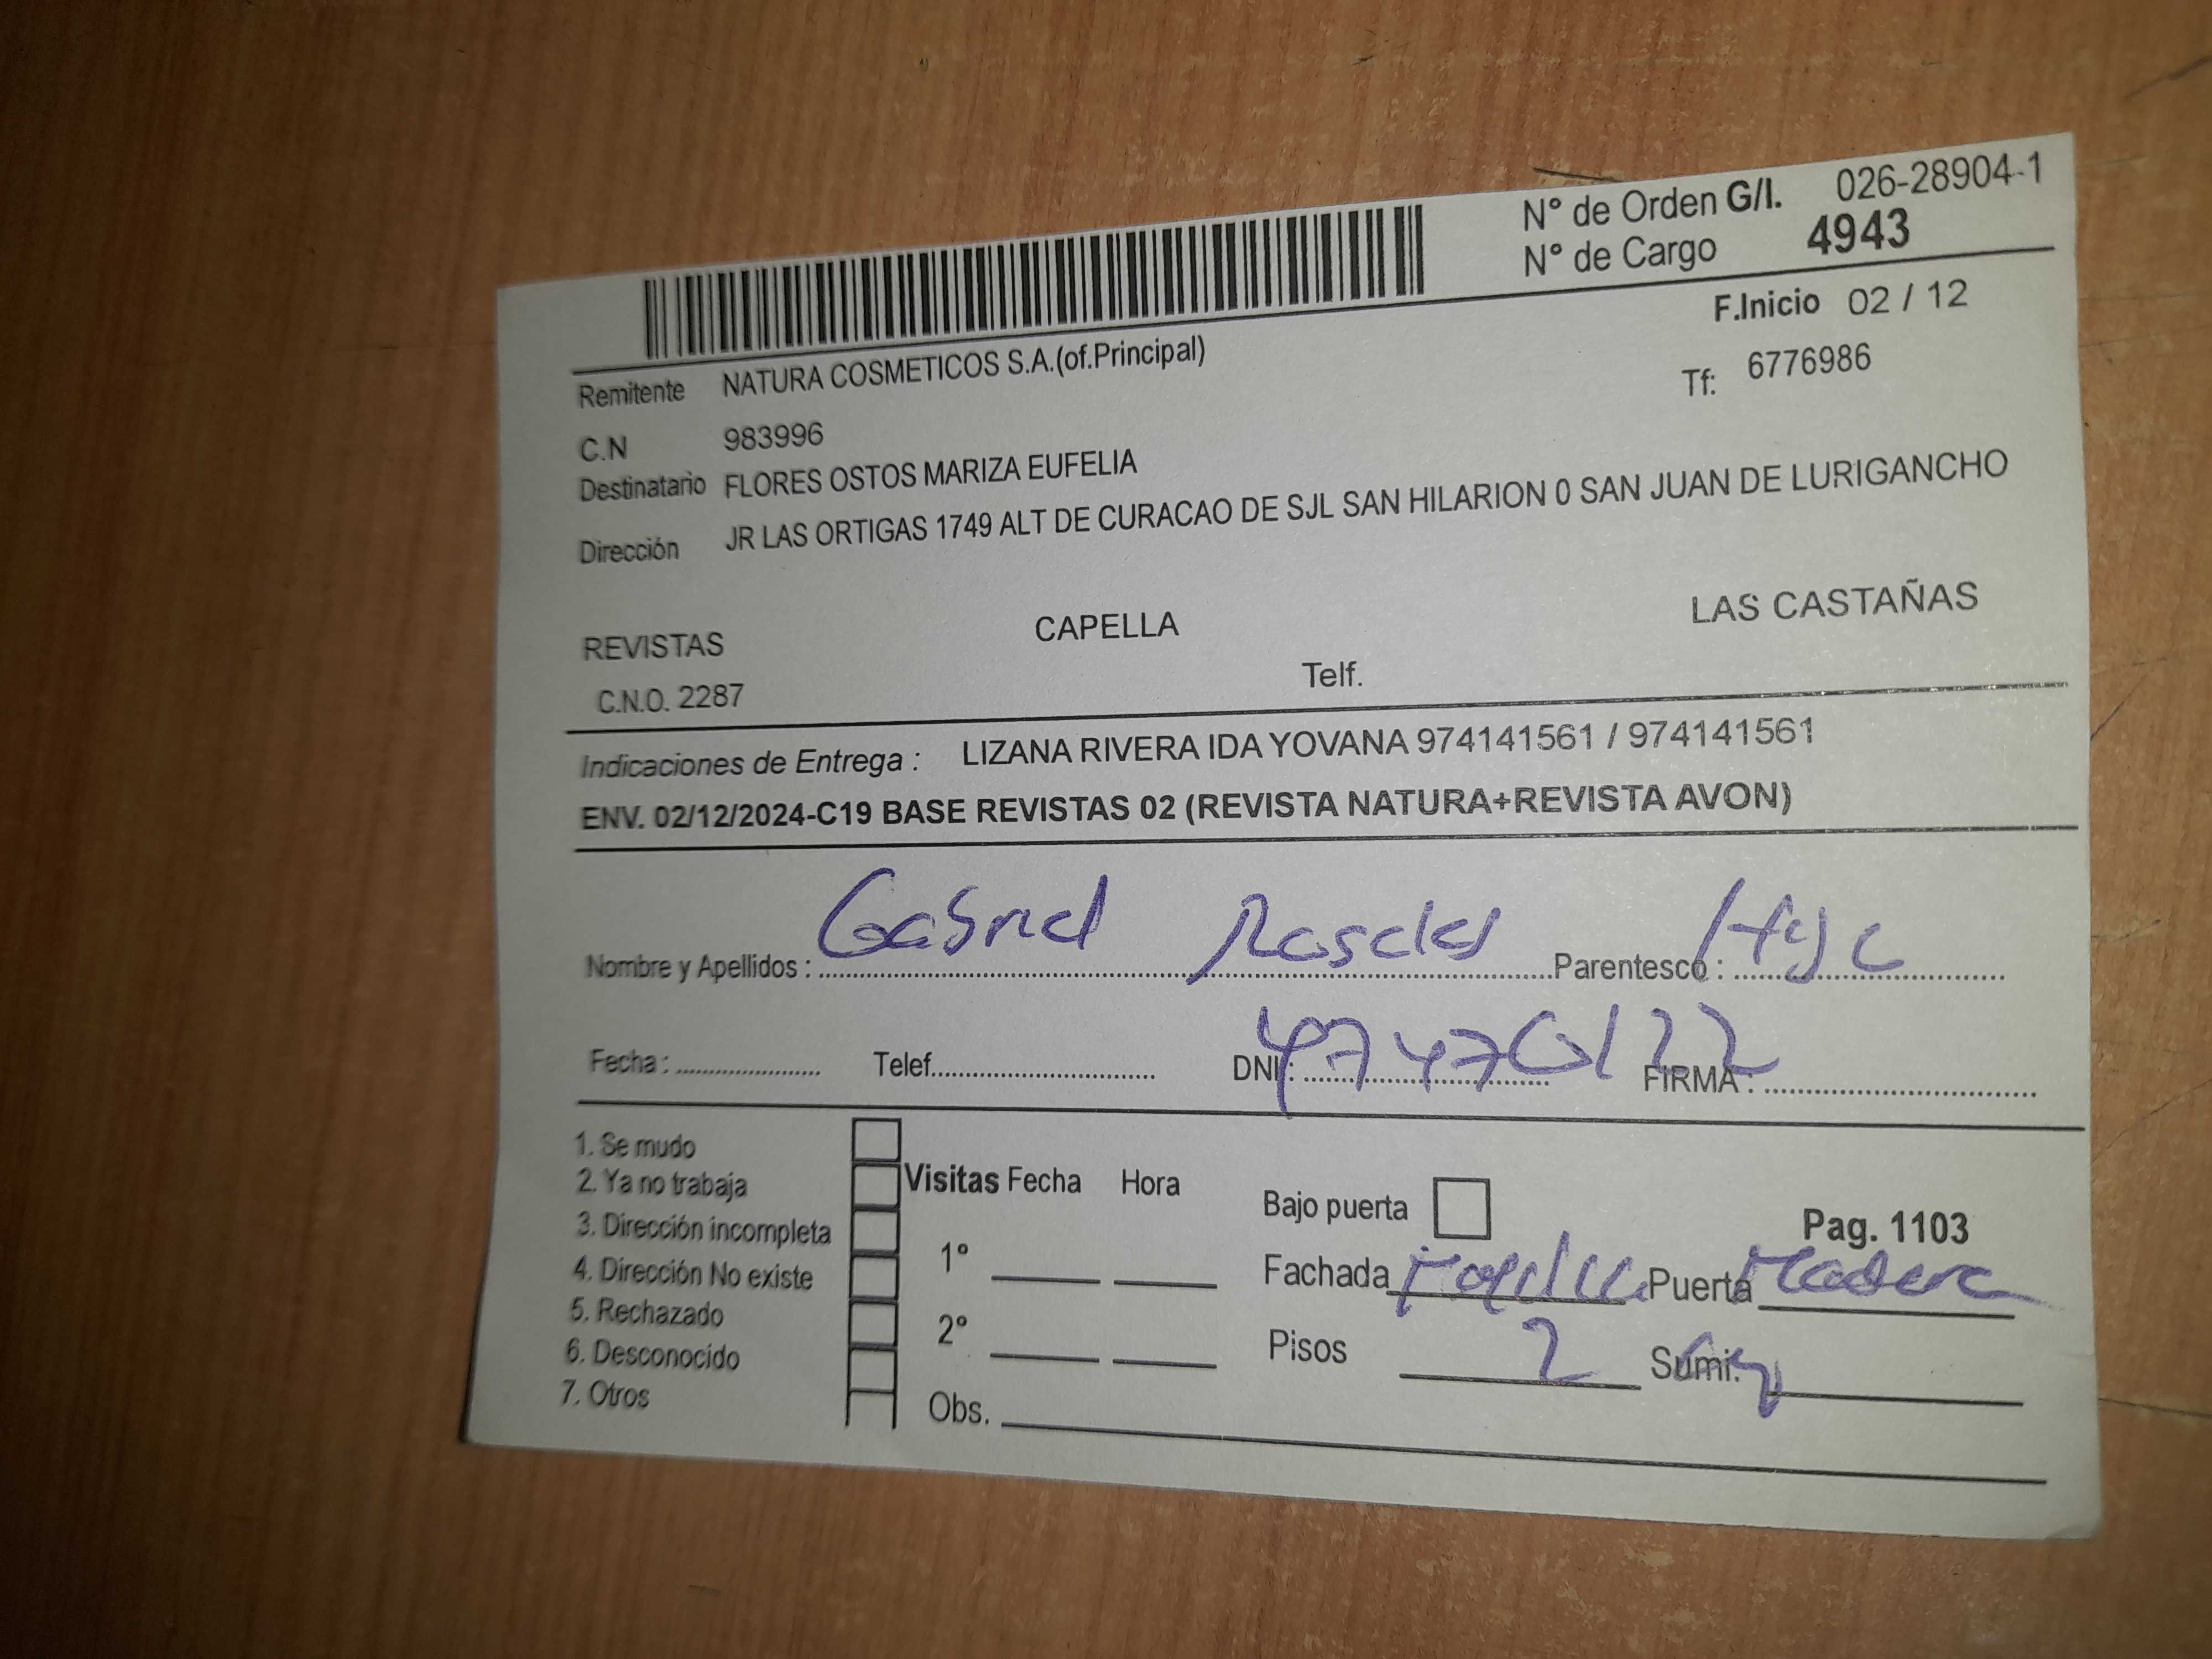 N° de Orden G/I. 026-28904-1
N° de Cargo 4943
F.Inicio 02 / 12
Remitente NATURA COSMETICOS S.A.(of.Principal)
Tf: 6776986
C.N 983996
Destinatario FLORES OSTOS MARIZA EUFELIA
Dirección JR LAS ORTIGAS 1749 ALT DE CURACAO DE SJL SAN HILARION 0 SAN JUAN DE LURIGANCHO
REVISTAS CAPELLA LAS CASTAÑAS
C.N.O. 2287 Telf.
Indicaciones de Entrega : LIZANA RIVERA IDA YOVANA 974141561 / 974141561
ENV. 02/12/2024-C19 BASE REVISTAS 02 (REVISTA NATURA+REVISTA AVON)
Nombre y Apellidos : Gabriel Rosales Parentesco :
Fecha : Telef. DNI : 47470122 FIRMA :
1. Se mudo
2. Ya no trabaja
3. Dirección incompleta
4. Dirección No existe
5. Rechazado
6. Desconocido
7. Otros
Visitas Fecha Hora
1°
2°
Obs.
Bajo puerta
Pag. 1103
Fachada Puerta Madera
Pisos 2 Sumi: